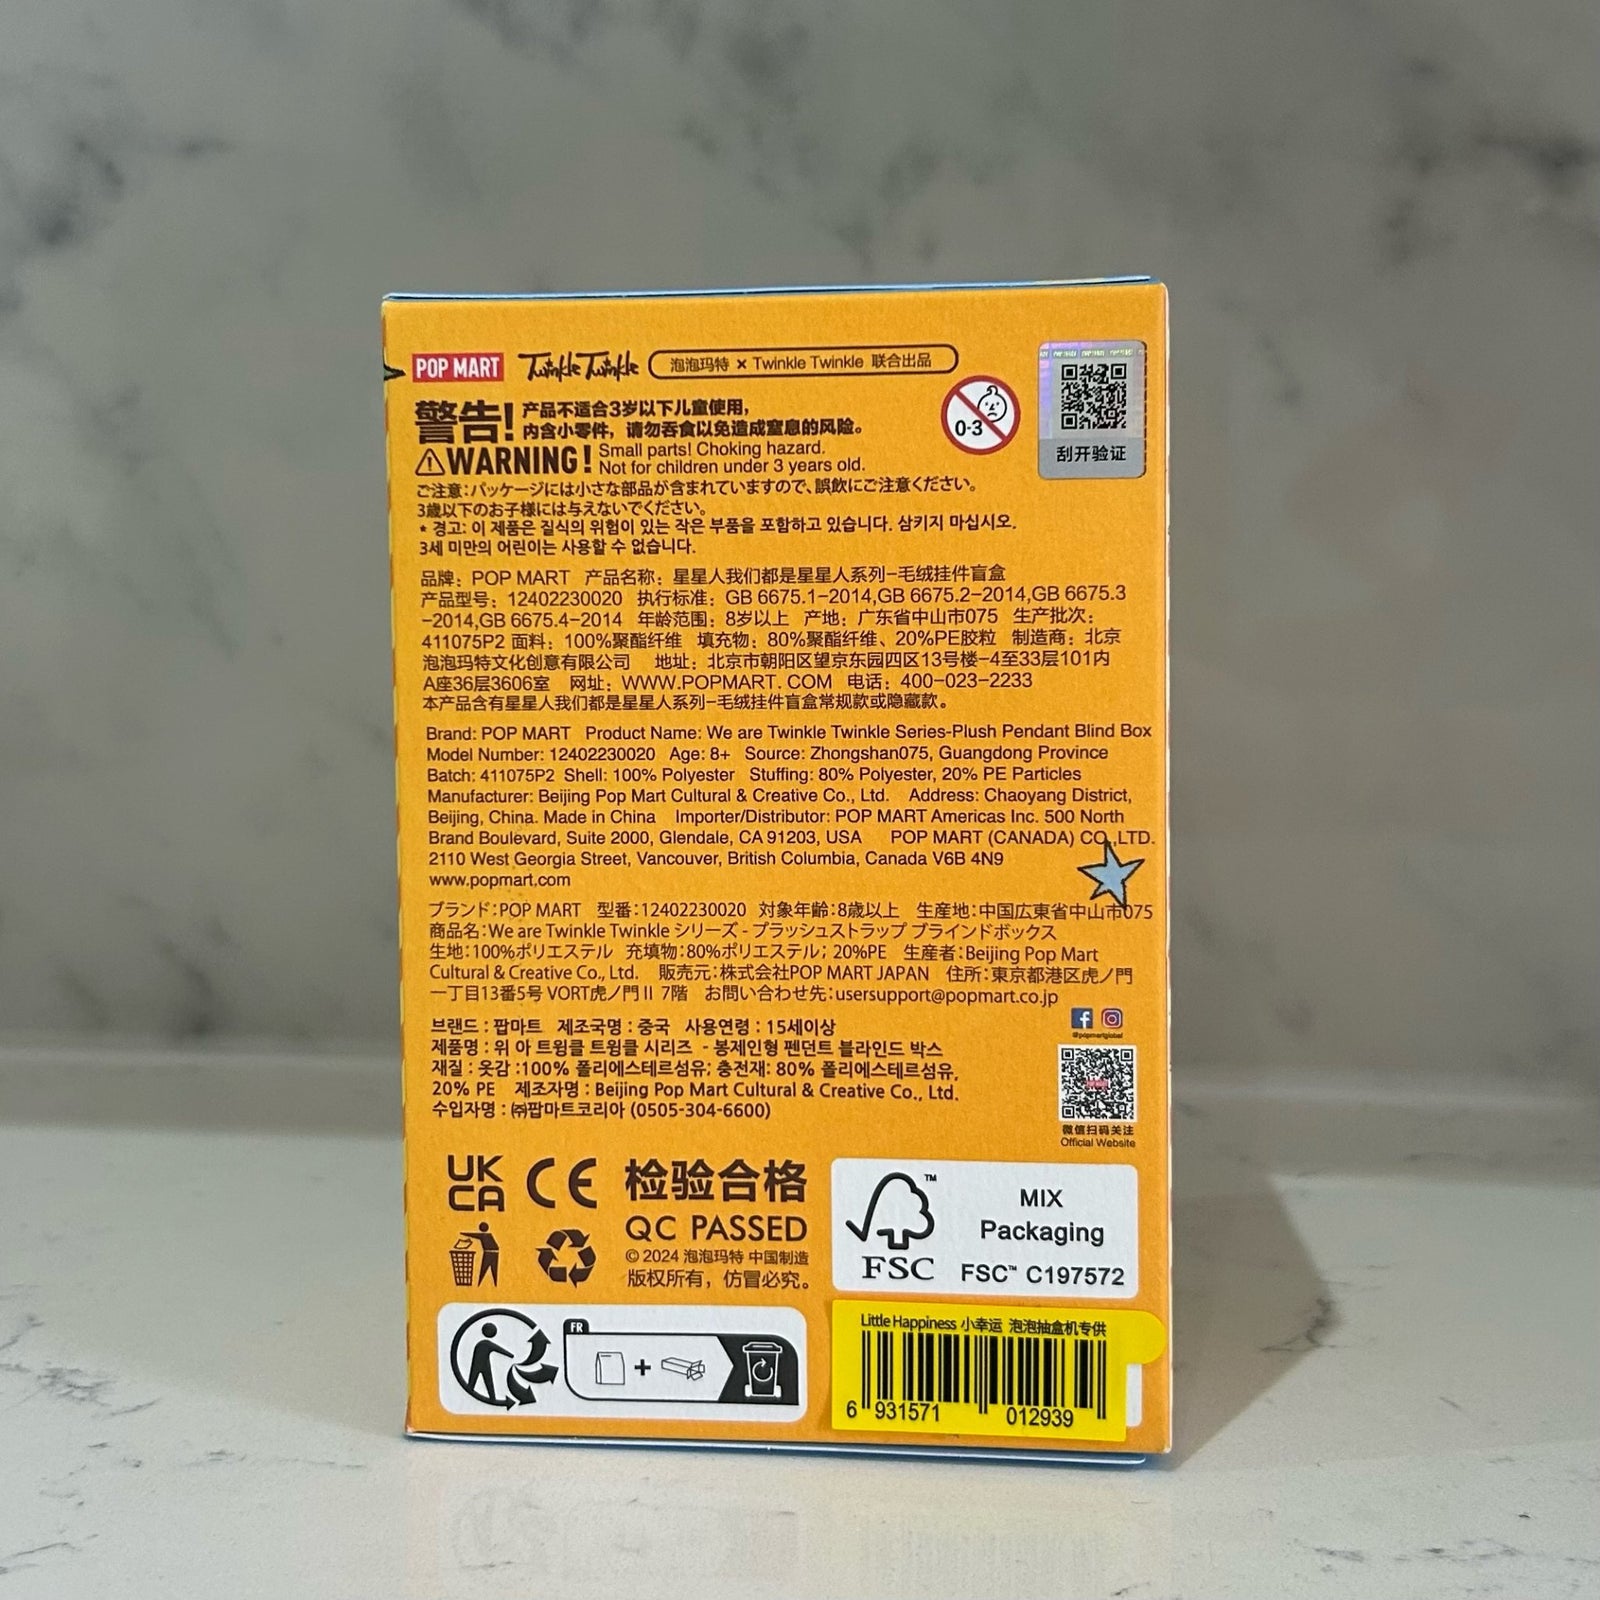 POP MART Twinkle Twinkle 泡泡玛特 × Twinkle Twinkle 联合出品
警告! 产品不适合3岁以下儿童使用，
内含小零件，请勿吞食以免造成窒息的风险。
WARNING! Small parts! Choking hazard.
Not for children under 3 years old.
0-3
刮开验证
ご注意:パッケージには小さな部品が含まれていますので、誤飲にご注意ください。
3歳以下のお子様には与えないでください。
* 경고: 이 제품은 질식의 위험이 있는 작은 부품을 포함하고 있습니다. 삼키지 마십시오.
3세 미만의 어린이는 사용할 수 없습니다.
品牌：POP MART 产品名称：星星人我们都是星星人系列-毛绒挂件盲盒
产品型号：12402230020 执行标准：GB 6675.1-2014,GB 6675.2-2014,GB 6675.3
-2014,GB 6675.4-2014 年龄范围：8岁以上 产地：广东省中山市075 生产批次：
411075P2 面料：100%聚酯纤维 填充物：80%聚酯纤维、20%PE胶粒 制造商：北京
泡泡玛特文化创意有限公司 地址：北京市朝阳区望京东园四区13号楼-4至33层101内
A座36层3606室 网址：WWW.POPMART. COM 电话：400-023-2233
本产品含有星星人我们都是星星人系列-毛绒挂件盲盒常规款或隐藏款。
Brand: POP MART Product Name: We are Twinkle Twinkle Series-Plush Pendant Blind Box
Model Number: 12402230020 Age: 8+ Source: Zhongshan075, Guangdong Province
Batch: 411075P2 Shell: 100% Polyester Stuffing: 80% Polyester, 20% PE Particles
Manufacturer: Beijing Pop Mart Cultural & Creative Co., Ltd. Address: Chaoyang District,
Beijing, China. Made in China Importer/Distributor: POP MART Americas Inc. 500 North
Brand Boulevard, Suite 2000, Glendale, CA 91203, USA POP MART (CANADA) CO.,LTD.
2110 West Georgia Street, Vancouver, British Columbia, Canada V6B 4N9
www.popmart.com
ブランド:POP MART 型番:12402230020 対象年齢:8歳以上 生産地:中国広東省中山市075
商品名:We are Twinkle Twinkle シリーズ - プラッシュストラップ ブラインドボックス
生地:100%ポリエステル 充填物:80%ポリエステル; 20%PE 生産者:Beijing Pop Mart
Cultural & Creative Co., Ltd. 販売元:株式会社POP MART JAPAN 住所:東京都港区虎ノ門
一丁目13番5号 VORT虎ノ門 II 7階 お問い合わせ先:usersupport@popmart.co.jp
브랜드 : 팝마트 제조국명 : 중국 사용연령 : 15세이상
제품명 : 위 아 트윙클 트윙클 시리즈 - 봉제인형 펜던트 블라인드 박스
재질 : 옷감 :100% 폴리에스테르섬유; 충전재: 80% 폴리에스테르섬유,
20% PE 제조자명 : Beijing Pop Mart Cultural & Creative Co., Ltd.
수입자명 : ㈜팝마트코리아 (0505-304-6600)
@popmartglobal
微信扫码关注
Official Website
UK
CA CE 检验合格
QC PASSED
© 2024 泡泡玛特 中国制造
版权所有，仿冒必究。
FSC™
MIX
Packaging
FSC™ C197572
FR
Little Happiness 小幸运 泡泡抽盒机专供
6 931571 012939